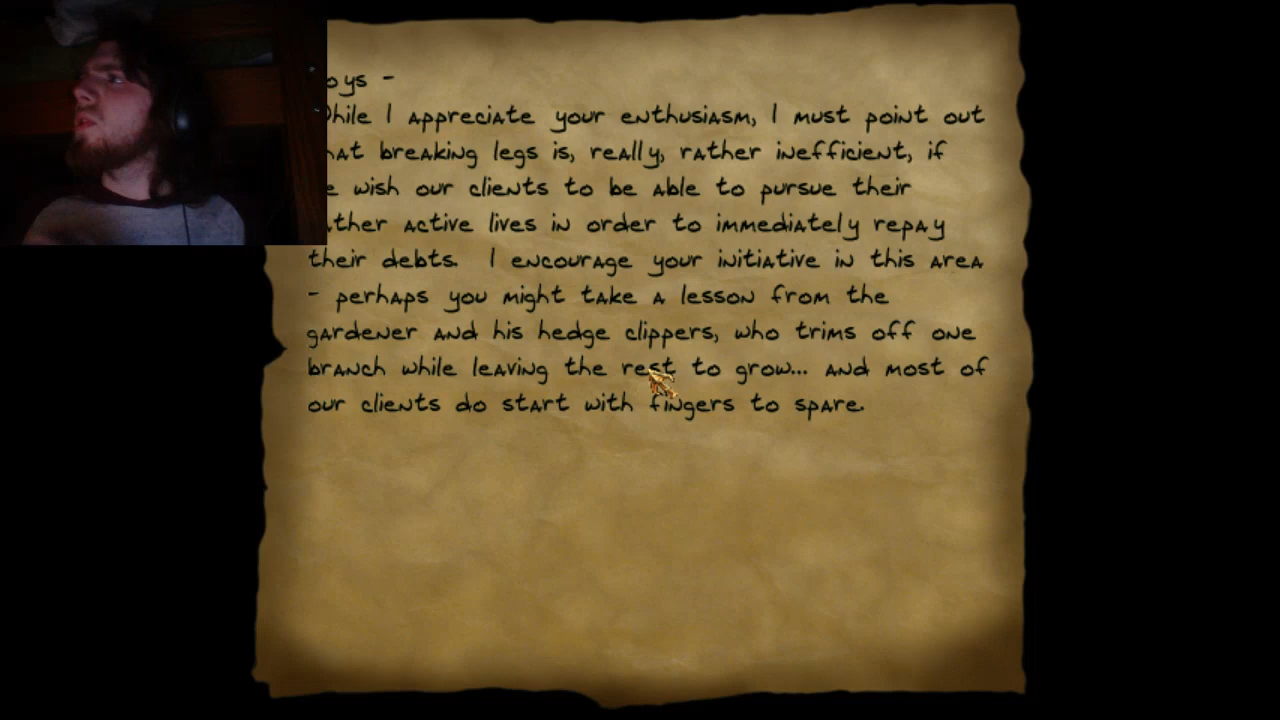 oys -
hile I appreciate your enthusiasm, I must point out
hat breaking legs is, really, rather inefficient, if
e wish our clients to be able to pursue their
ather active lives in order to immediately repay
their debts. I encourage your initiative in this area
- perhaps you might take a lesson from the
gardener and his hedge clippers, who trims off one
branch while leaving the rest to grow... and most of
our clients do start with fingers to spare.